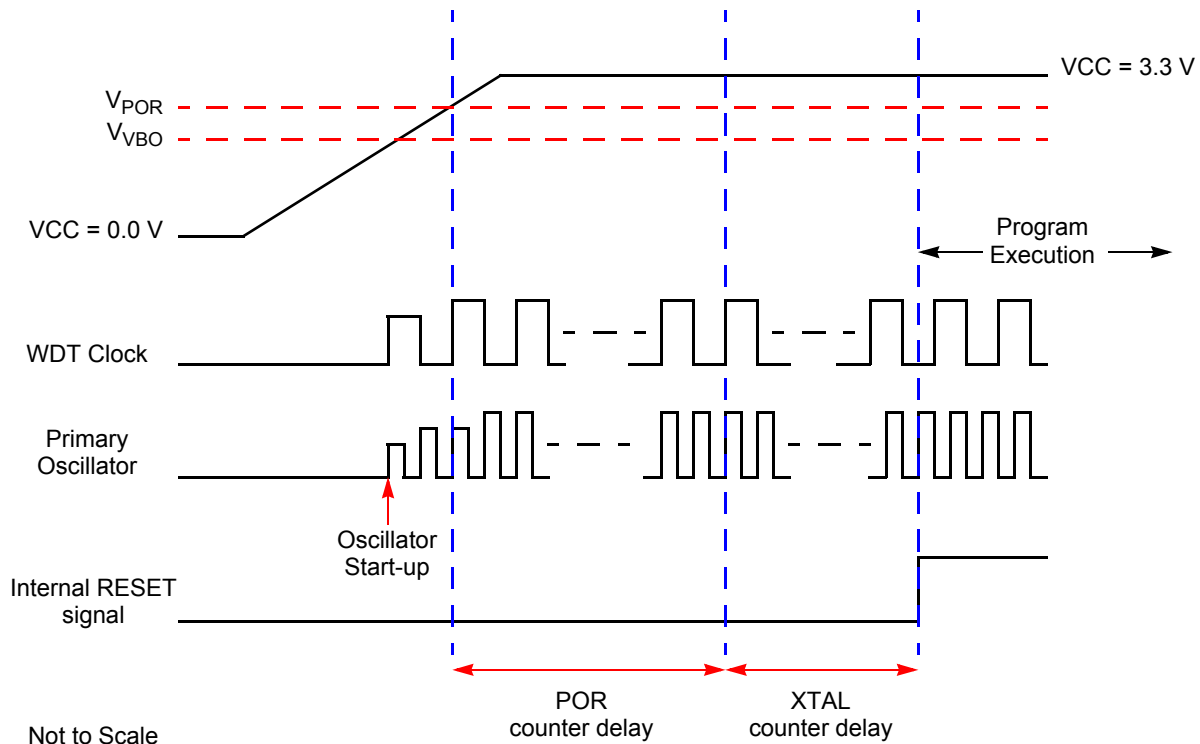 VCC = 3.3 V
VPOR
VVBO
VCC = 0.0 V
Program
Execution
WDT Clock
Primary
Oscillator
Oscillator
Start-up
Internal RESET
signal
POR
counter delay
XTAL
counter delay
Not to Scale